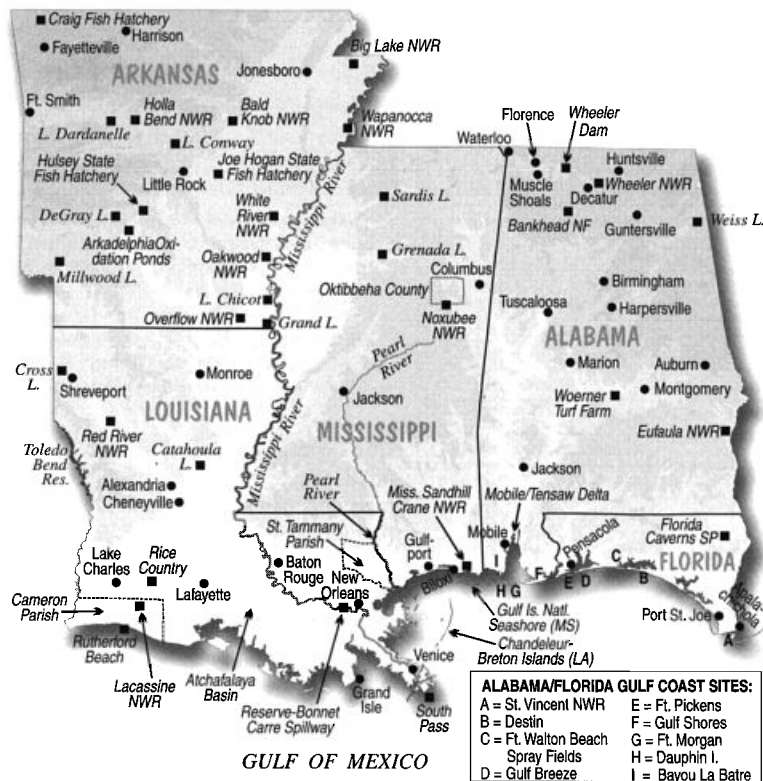 Craig Fish Hatchery
Harrison
Fayetteville
Big Lake NWR
ARKANSAS
Jonesboro
Ft. Smith
Holla
Bend NWR
Bald
Knob NWR
L. Dardanelle
Wapanocca
NWR
L. Conway
Hulsey State
Fish Hatchery
Joe Hogan State
Fish Hatchery
Little Rock
White
River
NWR
DeGray L.
Arkadelphia Oxi-
dation Ponds
Oakwood
NWR
Millwood L.
L. Chicot
Overflow NWR
Grand L.
Mississippi River
Florence
Wheeler
Dam
Waterloo
Huntsville
Muscle
Shoals
Wheeler NWR
Decatur
Sardis L.
Bankhead NF
Guntersville
Weiss L.
Grenada L.
Columbus
Oktibbeha County
Noxubee
NWR
Birmingham
Tuscaloosa
Harpersville
ALABAMA
Pearl
River
Marion
Auburn
Cross
L.
Shreveport
Monroe
Jackson
Woerner
Turf Farm
Montgomery
LOUISIANA
MISSISSIPPI
Mississippi River
Red River
NWR
Eufaula NWR
Toledo
Bend
Res.
Catahoula
L.
Alexandria
Cheneyville
Pearl
River
Jackson
Miss. Sandhill
Crane NWR
Mobile/Tensaw Delta
St. Tammany
Parish
Gulf-
port
Mobile
Pensacola
Florida
Caverns SP
FLORIDA
Lake
Charles
Rice
Country
Baton
Rouge
Biloxi
I
F
E
D
C
B
H G
Lafayette
New
Orleans
Cameron
Parish
Gulf Is. Natl.
Seashore (MS)
Port St. Joe
Apala-
chicola
A
Rutherford
Beach
Lacassine
NWR
Atchafalaya
Basin
Chandeleur-
Breton Islands (LA)
Venice
Reserve-Bonnet
Carre Spillway
Grand
Isle
South
Pass
GULF OF MEXICO
ALABAMA/FLORIDA GULF COAST SITES:
A = St. Vincent NWR
B = Destin
C = Ft. Walton Beach
Spray Fields
D = Gulf Breeze
E = Ft. Pickens
F = Gulf Shores
G = Ft. Morgan
H = Dauphin I.
I = Bayou La Batre